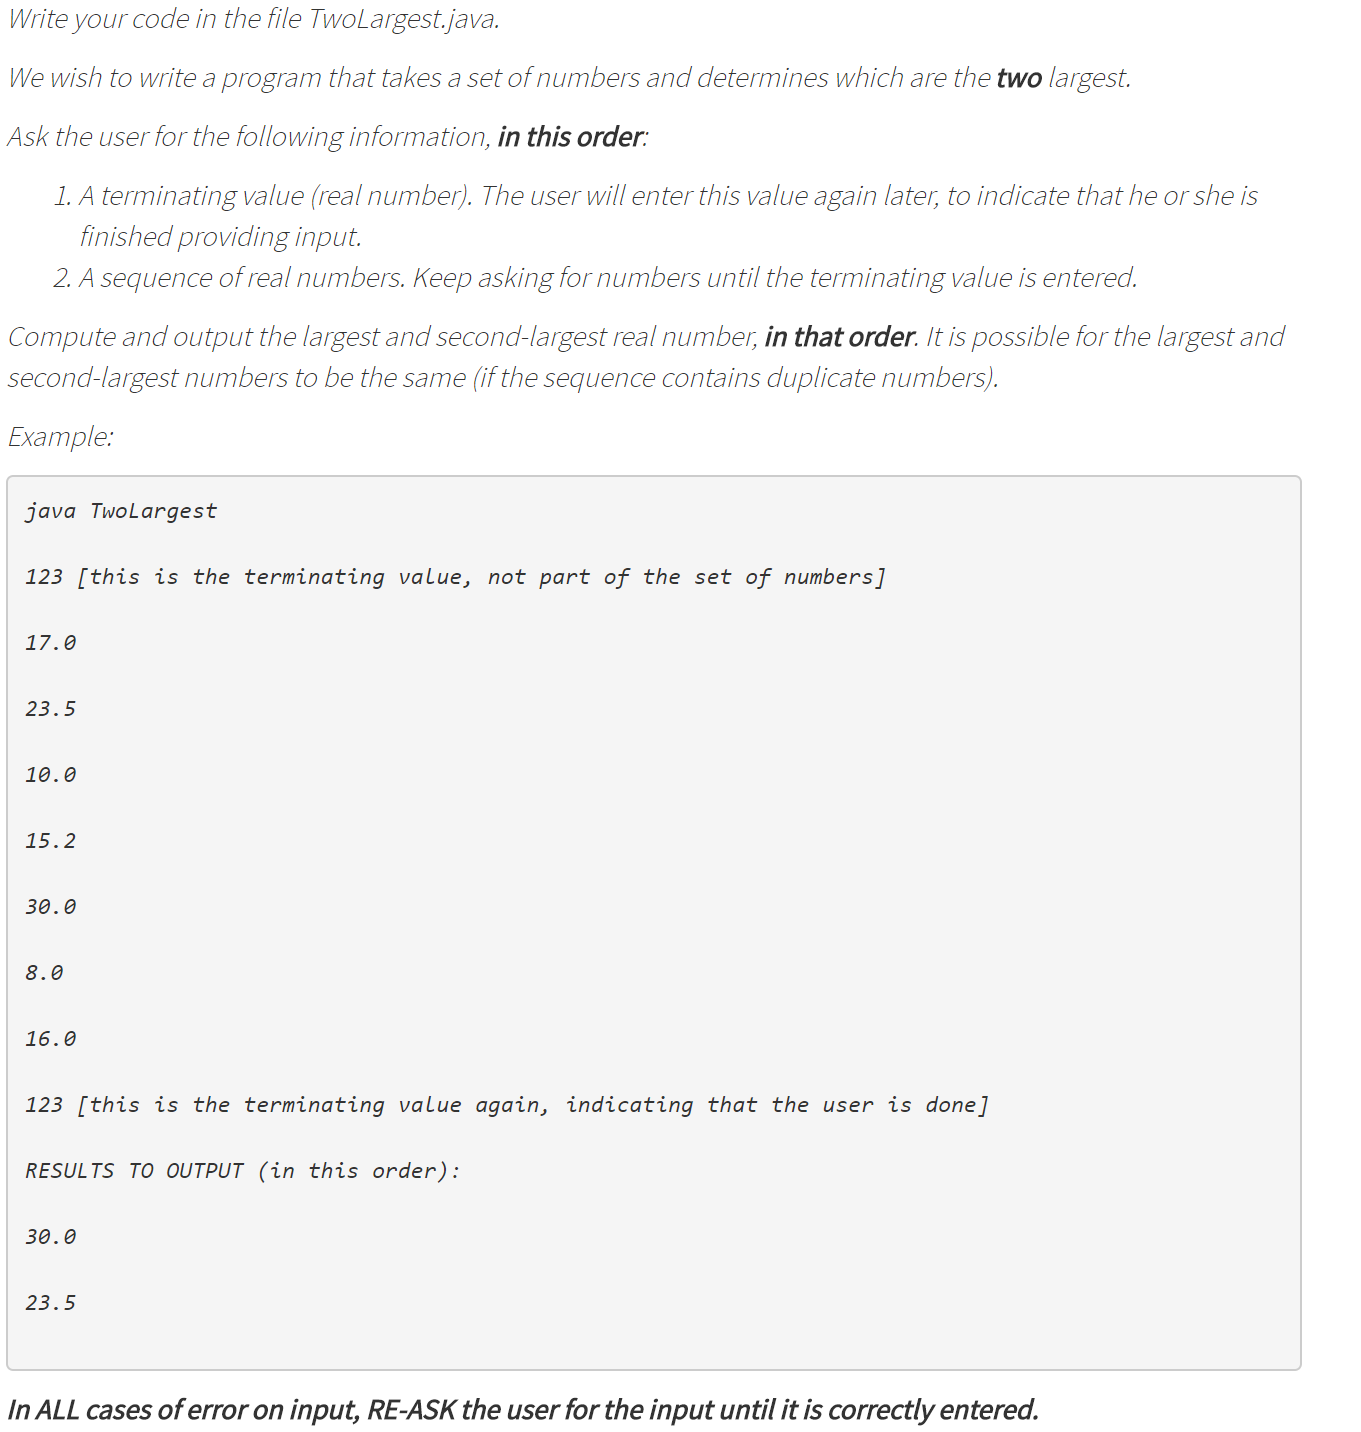 Write your code in the file TwoLargest.java.
We wish to write a program that takes a set of numbers and determines which are the two largest.
Ask the user for the following information, in this order:
1. A terminating value (real number). The user will enter this value again later, to indicate that he or she is
finished providing input.
2. A sequence of real numbers. Keep asking for numbers until the terminating value is entered.
Compute and output the largest and second-largest real number, in that order. It is possible for the largest and
second-largest numbers to be the same (if the sequence contains duplicate numbers).
Example:
java TwoLargest
123 [this is the terminating value, not part of the set of numbers]
17.0
23.5
10.0
15.2
30.0
8.0
16.0
123 [this is the terminating value again, indicating that the user is done]
RESULTS TO OUTPUT (in this order):
30.0
23.5
In ALL cases of error on input, RE-ASK the user for the input until it is correctly entered.